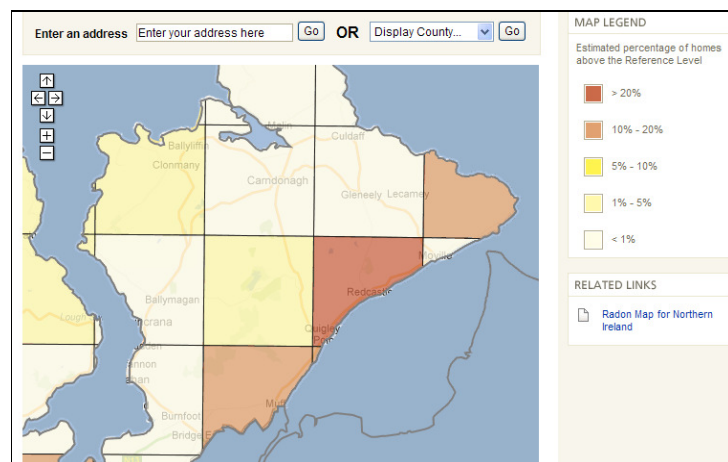 Enter an address
Enter your address here
Go
OR
Display County...
Go
MAP LEGEND
Estimated percentage of homes
above the Reference Level
> 20%
10% - 20%
5% - 10%
1% - 5%
< 1%
RELATED LINKS
Radon Map for Northern
Ireland
Malin
Culdaff
Ballyliffin
Clonmany
Carndonagh
Gleneely
Lecamey
Moville
Redcastle
Ballymagan
Quigley
Muff
Burnfoot
Bridge